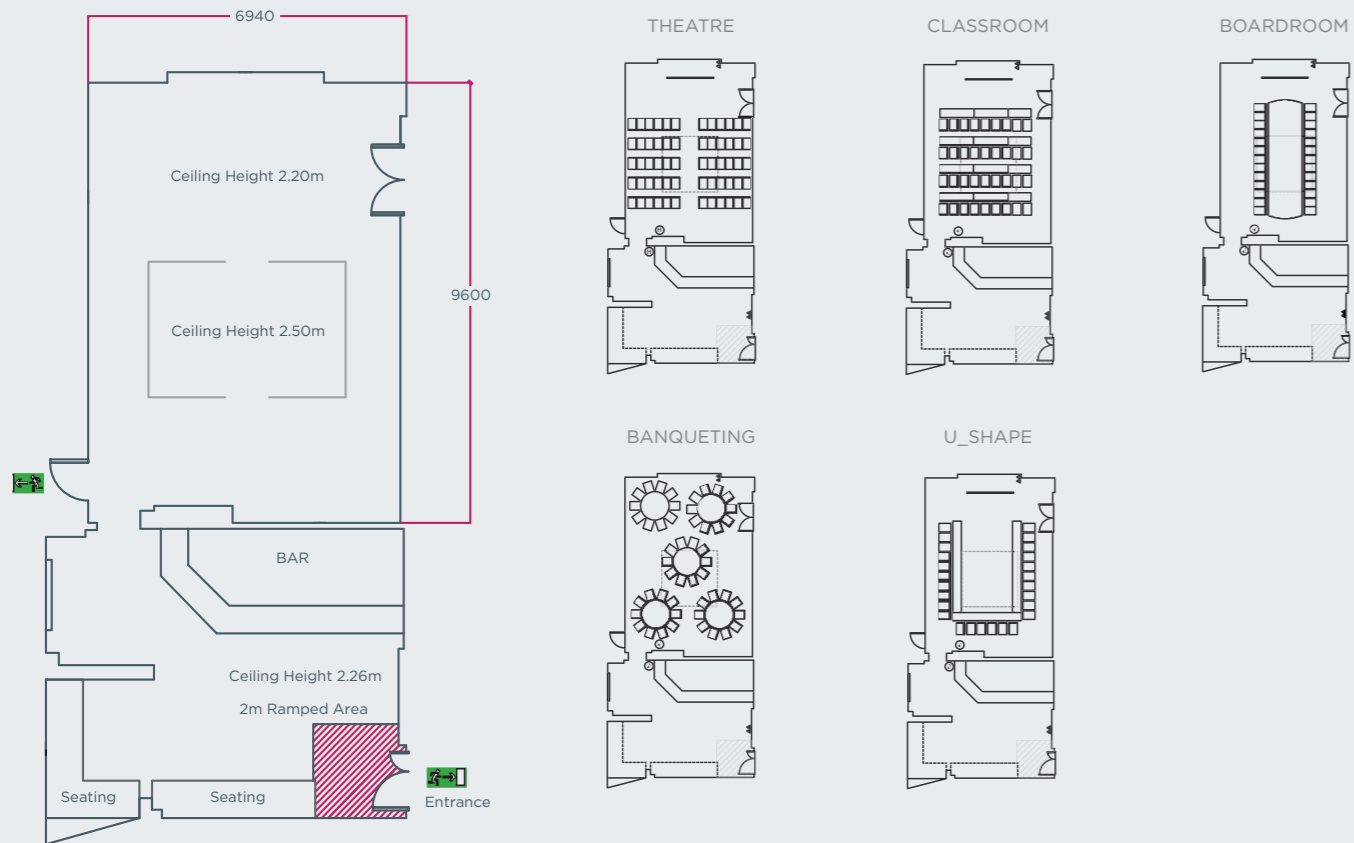 6940
Ceiling Height 2.20m
9600
Ceiling Height 2.50m
BAR
Ceiling Height 2.26m
2m Ramped Area
Seating
Seating
Entrance
THEATRE
CLASSROOM
BOARDROOM
BANQUETING
U_SHAPE